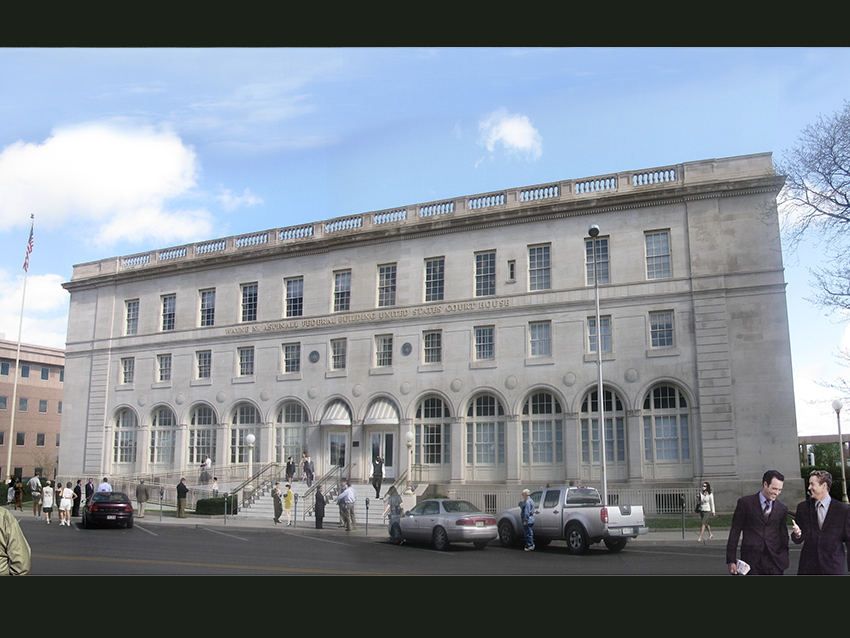 WAYNE N. ASPINALL FEDERAL BUILDING UNITED STATES COURT HOUSE